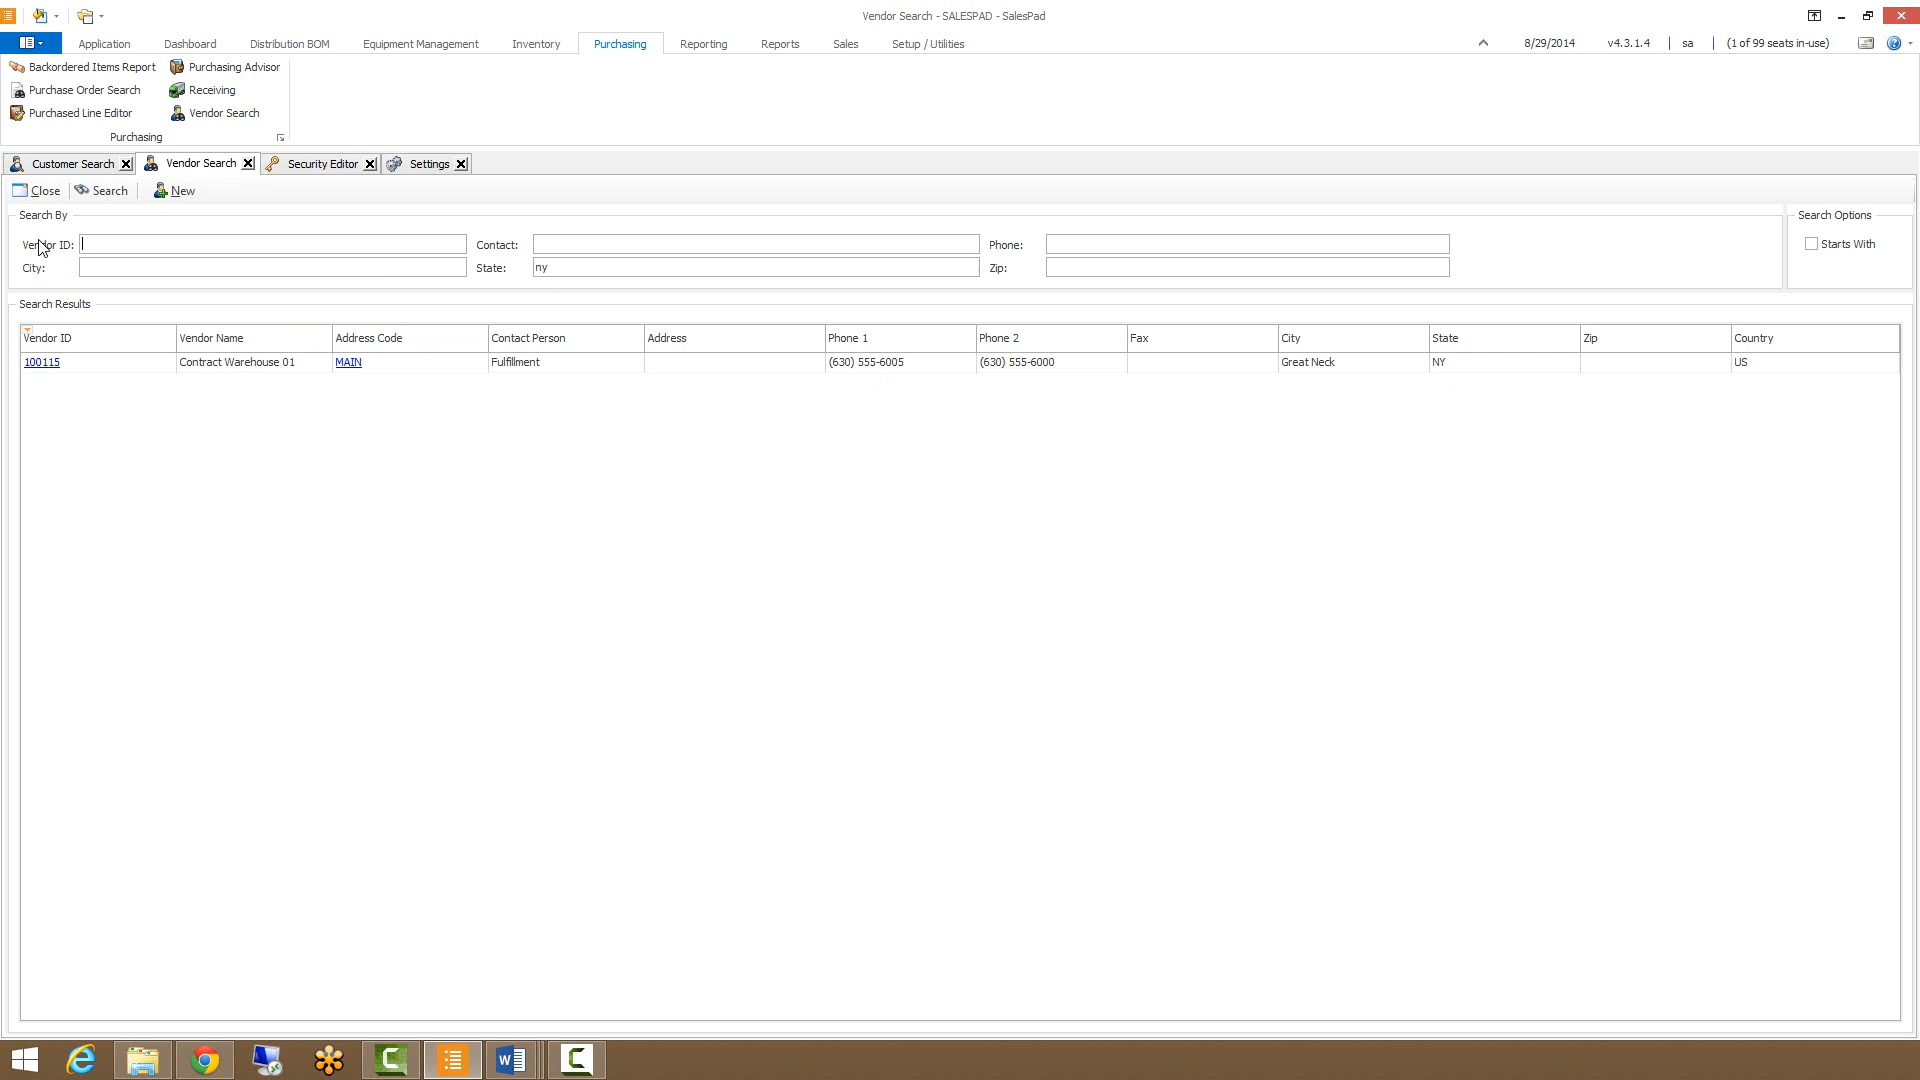 Vendor Search - SALESPAD - SalesPad
Application Dashboard Distribution BOM Equipment Management Inventory Purchasing Reporting Reports Sales Setup / Utilities 8/29/2014 v4.3.1.4 sa (1 of 99 seats in-use)
Backordered Items Report Purchasing Advisor
Purchase Order Search Receiving
Purchased Line Editor Vendor Search
Purchasing
Customer Search Vendor Search Security Editor Settings
Close Search New
Search By Search Options
Vendor ID: Contact: Phone: Starts With
City: State: ny Zip:
Search Results
Vendor ID Vendor Name Address Code Contact Person Address Phone 1 Phone 2 Fax City State Zip Country
100115 Contract Warehouse 01 MAIN Fulfillment (630) 555-6005 (630) 555-6000 Great Neck NY US